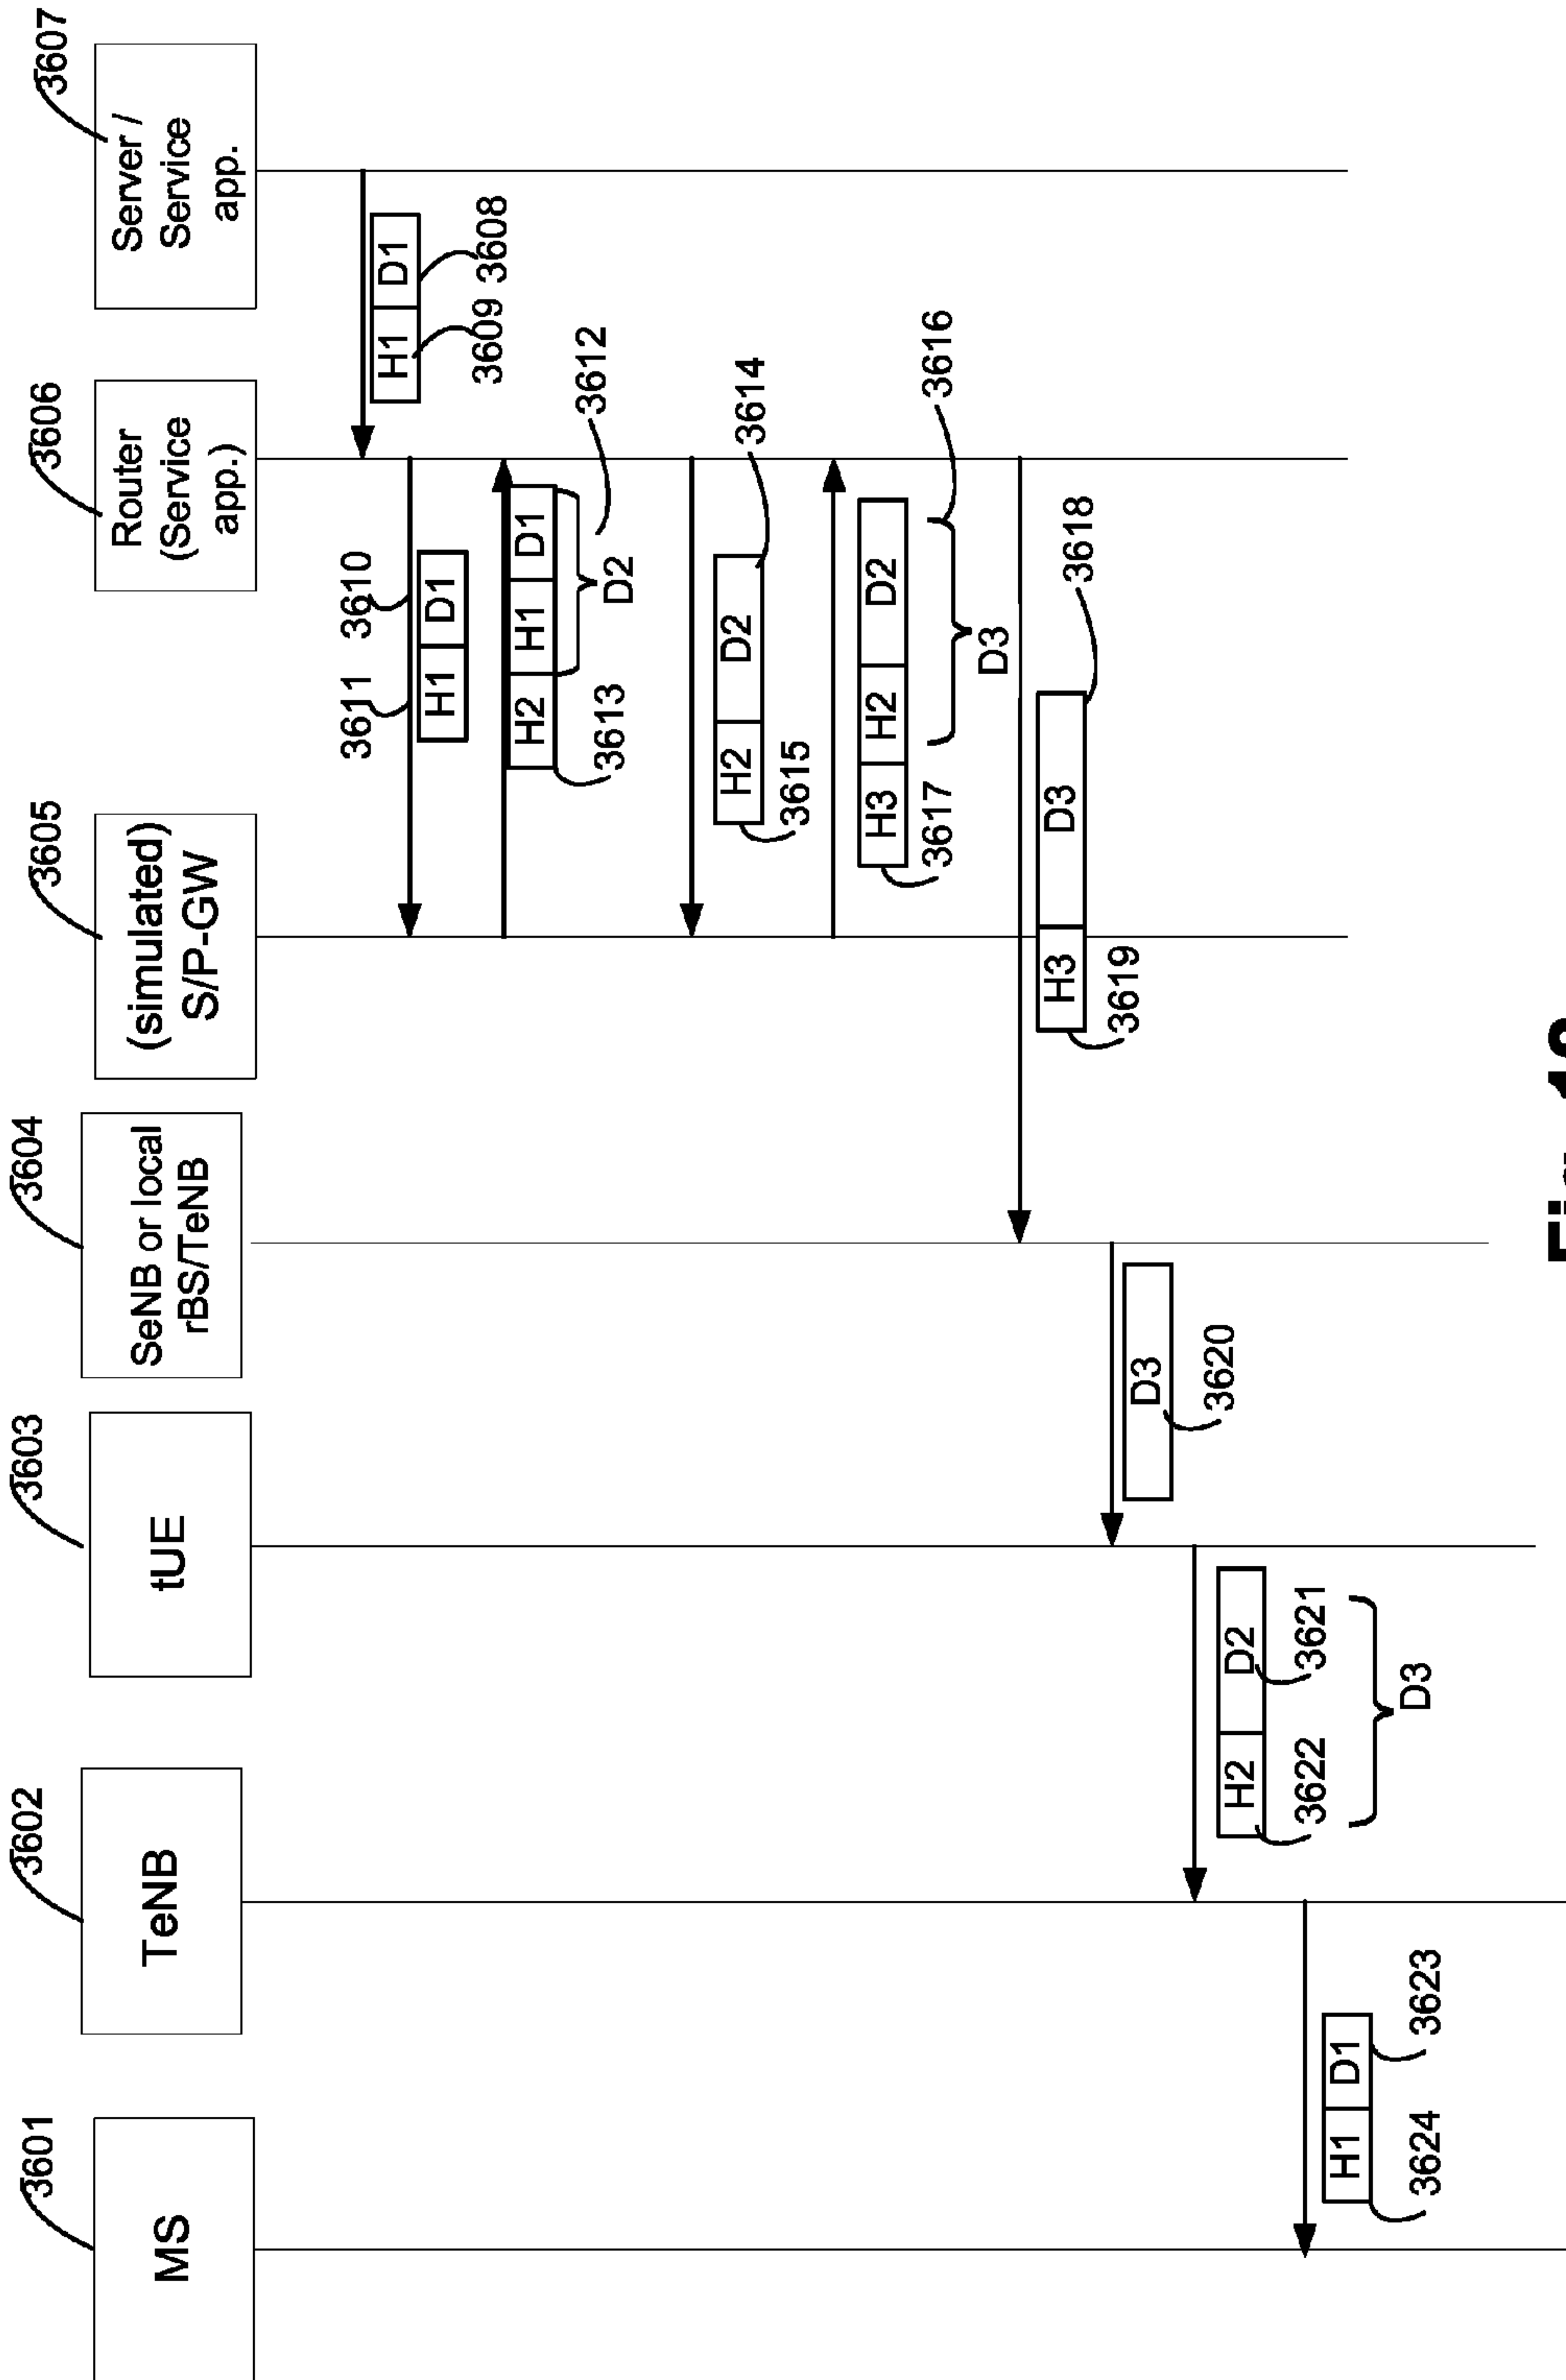 3601
3602
3603
3604
3605
3606
3607
MS
TeNB
tUE
SeNB or local
rBS/TeNB
(simulated)
S/P-GW
Router
(Service
app.)
Server /
Service
app.
H1 D1
3609 3608
3611 3610
H1 D1
H2 H1 D1
3613
D2
3612
H2 D2
3615
3614
H3 H2 D2
3617
D3
3616
H3 D3
3619
3618
D3
3620
H2 D2
3622 3621
D3
H1 D1
3624 3623